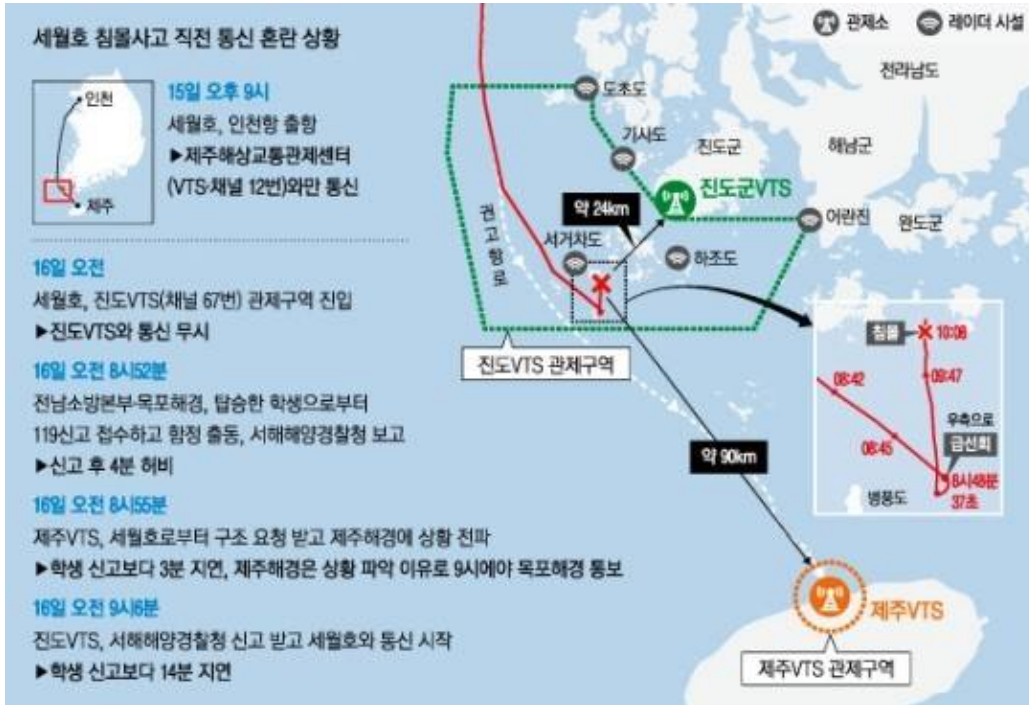 세월호 침몰사고 직전 통신 혼란 상황
관제소
레이더 시설
인천
제주
15일 오후 9시
세월호, 인천항 출항
▶제주해상교통관제센터
(VTS·채널 12번)와만 통신
16일 오전
세월호, 진도VTS(채널 67번) 관제구역 진입
▶진도VTS와 통신 무시
16일 오전 8시52분
전남소방본부·목포해경, 탑승한 학생으로부터
119신고 접수하고 함정 출동, 서해해양경찰청 보고
▶신고 후 4분 허비
16일 오전 8시55분
제주VTS, 세월호로부터 구조 요청 받고 제주해경에 상황 전파
▶학생 신고보다 3분 지연, 제주해경은 상황 파악 이유로 9시에야 목포해경 통보
16일 오전 9시6분
진도VTS, 서해해양경찰청 신고 받고 세월호와 통신 시작
▶학생 신고보다 14분 지연
전라남도
도초도
기사도
진도군
해남군
진도군VTS
약 24km
어란진
완도군
권고항로
서거차도
하조도
진도VTS 관제구역
침몰
10:08
08:42
09:47
우측으로
급선회
08:45
8시48분
37초
병풍도
약 90km
제주VTS
제주VTS 관제구역